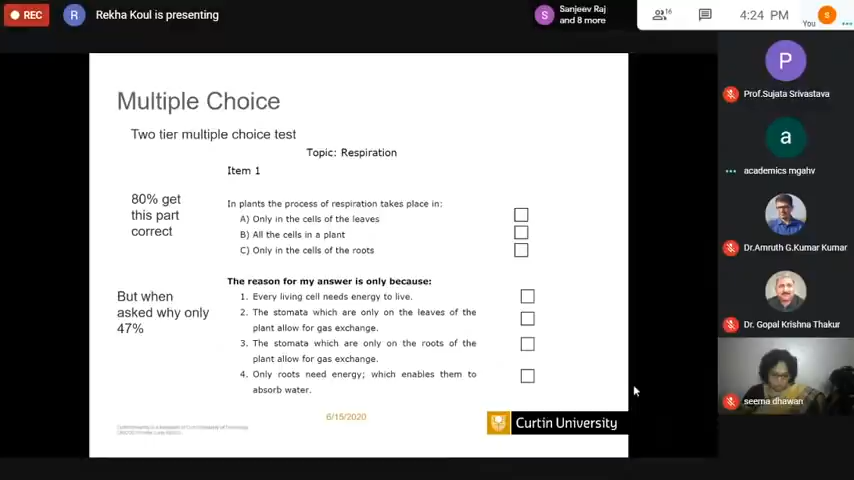 REC
R
Rekha Koul is presenting
S
Sanjeev Raj
and 8 more
16
4:24 PM
S
You
Multiple Choice
Two tier multiple choice test
Topic: Respiration
Item 1
80% get
this part
correct
In plants the process of respiration takes place in:
A) Only in the cells of the leaves
B) All the cells in a plant
C) Only in the cells of the roots
But when
asked why only
47%
The reason for my answer is only because:
1. Every living cell needs energy to live.
2. The stomata which are only on the leaves of the
plant allow for gas exchange.
3. The stomata which are only on the roots of the
plant allow for gas exchange.
4. Only roots need energy; which enables them to
absorb water.
6/15/2020
Curtin University
P
Prof.Sujata Srivastava
a
academics mgahv
Dr.Amruth G.Kumar Kumar
Dr. Gopal Krishna Thakur
seema dhawan